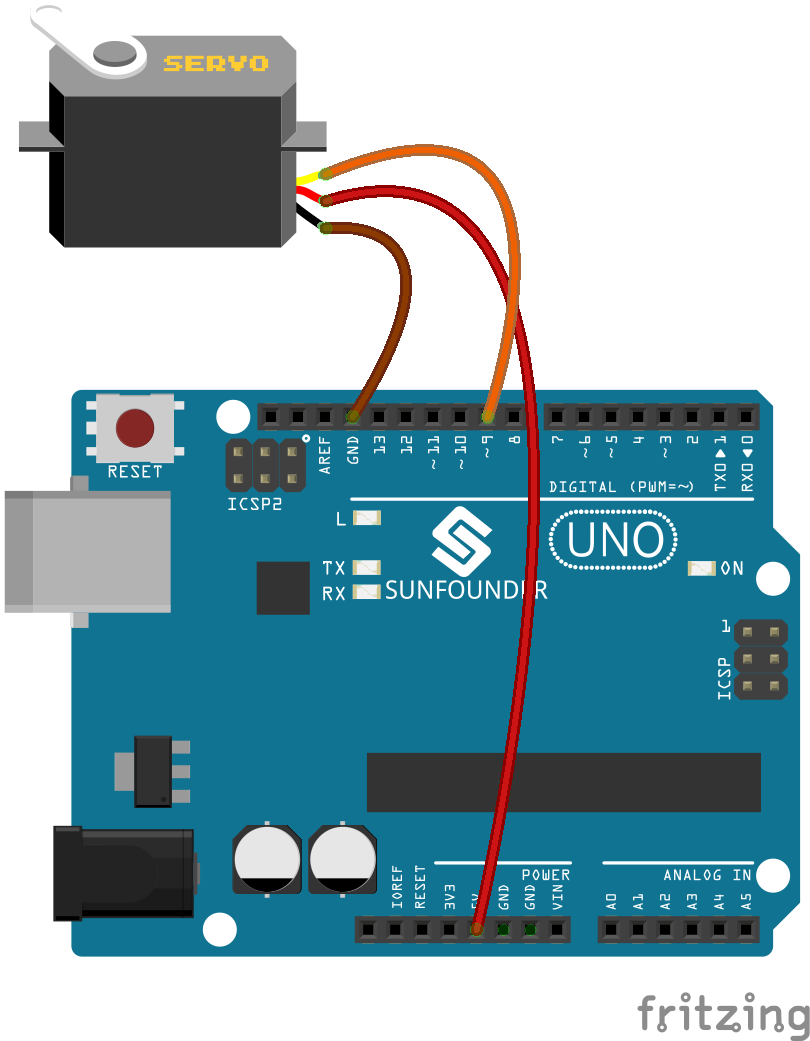 SERVO
RESET
AREF
GND
13
12
~11
~10
~9
8
7
~6
~5
4
~3
2
TX0▶1
RX0◀0
ICSP2
DIGITAL (PWM=~)
L
TX
RX
SUNFOUNDER
UNO
ON
1
ICSP
POWER
ANALOG IN
IOREF
RESET
3V3
5V
GND
GND
VIN
A0
A1
A2
A3
A4
A5
fritzing